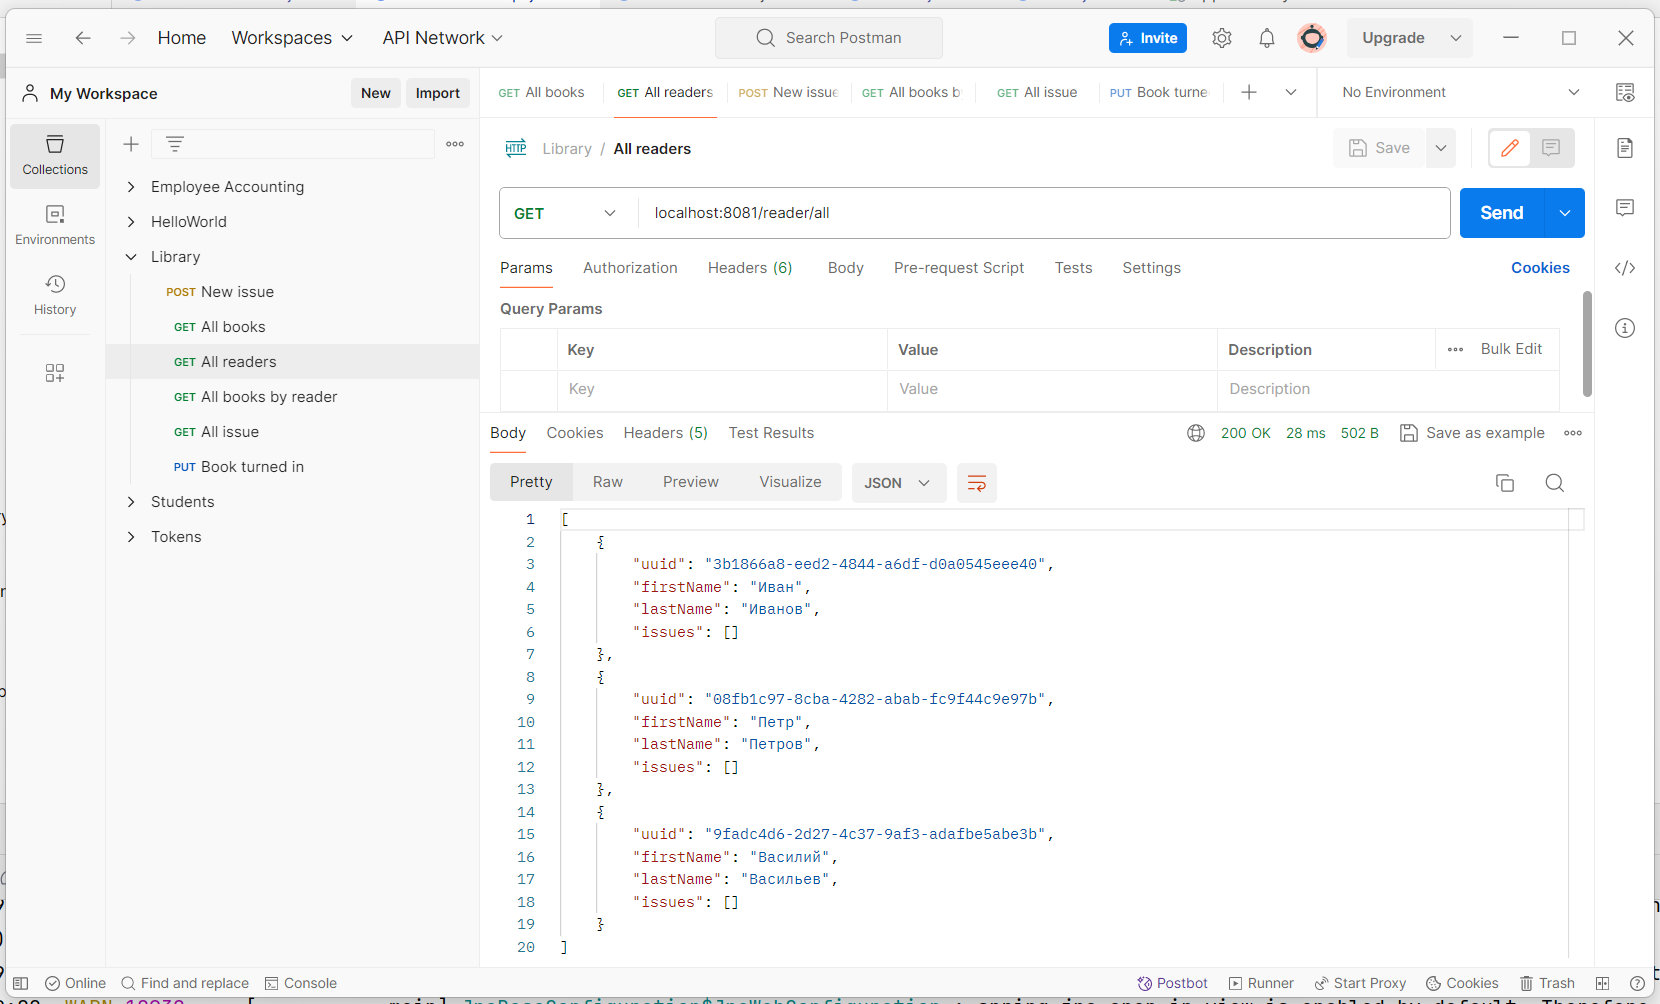 Home Workspaces API Network Search Postman Invite Upgrade
My Workspace New Import GET All books GET All readers POST New issue GET All books b GET All issue PUT Book turne No Environment
Collections
Environments
History
Employee Accounting
HelloWorld
Library
POST New issue
GET All books
GET All readers
GET All books by reader
GET All issue
PUT Book turned in
Students
Tokens
HTTP Library / All readers Save
GET localhost:8081/reader/all Send
Params Authorization Headers (6) Body Pre-request Script Tests Settings Cookies
Query Params
Key Value Description ••• Bulk Edit
Key Value Description
Body Cookies Headers (5) Test Results 200 OK 28 ms 502 B Save as example
Pretty Raw Preview Visualize JSON
1 [
2 {
3 "uuid": "3b1866a8-eed2-4844-a6df-d0a0545eee40",
4 "firstName": "Иван",
5 "lastName": "Иванов",
6 "issues": []
7 },
8 {
9 "uuid": "08fb1c97-8cba-4282-abab-fc9f44c9e97b",
10 "firstName": "Петр",
11 "lastName": "Петров",
12 "issues": []
13 },
14 {
15 "uuid": "9fadc4d6-2d27-4c37-9af3-adafbe5abe3b",
16 "firstName": "Василий",
17 "lastName": "Васильев",
18 "issues": []
19 }
20 ]
Online Find and replace Console Postbot Runner Start Proxy Cookies Trash